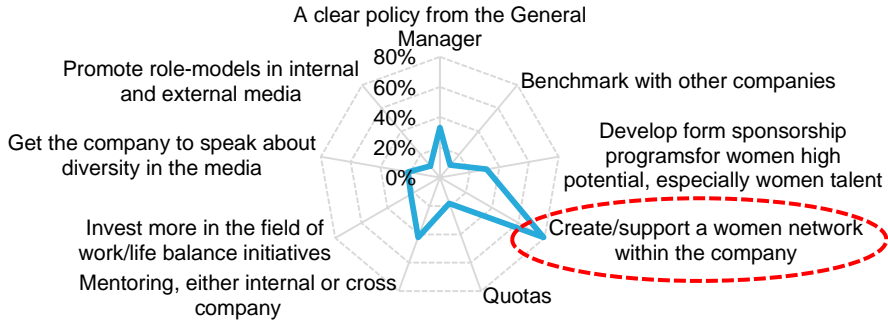 A clear policy from the General
Manager
80%
60%
40%
20%
0%
Benchmark with other companies
Develop form sponsorship
programsfor women high
potential, especially women talent
Create/support a women network
within the company
Quotas
Mentoring, either internal or cross
company
Invest more in the field of
work/life balance initiatives
Get the company to speak about
diversity in the media
Promote role-models in internal
and external media